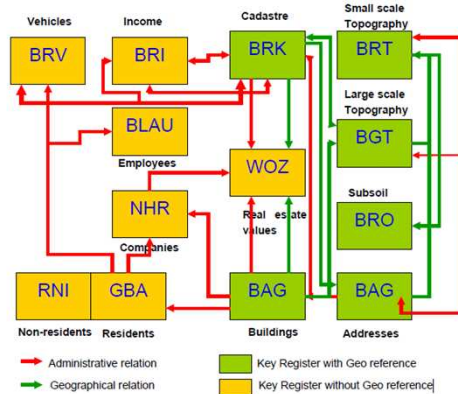 Vehicles Income Cadastre Small scale
Topography
BRV BRI BRK BRT
Large scale
Topography
BLAU BGT
Employees
WOZ
Subsoil
NHR Real estate BRO
Companies values
RNI GBA BAG BAG
Non-residents Residents Buildings Addresses
Administrative relation Key Register with Geo reference
Geographical relation Key Register without Geo reference